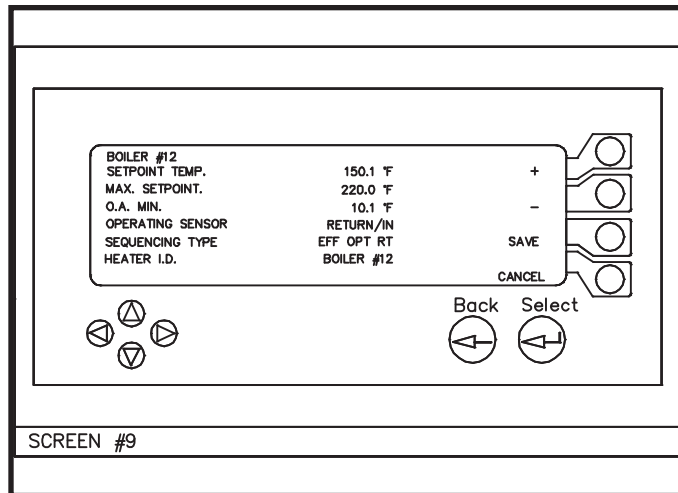 BOILER #12
SETPOINT TEMP. 150.1 °F +
MAX. SETPOINT. 220.0 °F
O.A. MIN. 10.1 °F –
OPERATING SENSOR RETURN/IN
SEQUENCING TYPE EFF OPT RT SAVE
HEATER I.D. BOILER #12
CANCEL
Back Select
SCREEN #9